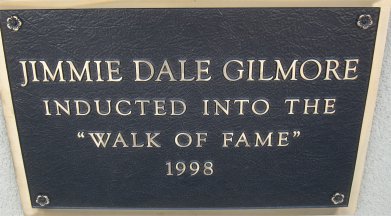 JIMMIE DALE GILMORE
INDUCTED INTO THE
“WALK OF FAME”
1998